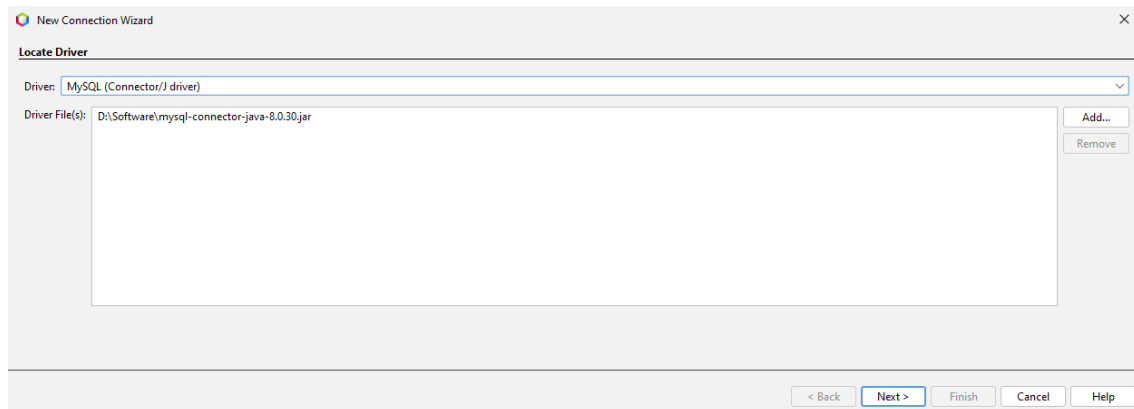 New Connection Wizard
Locate Driver
Driver: MySQL (Connector/J driver)
Driver File(s): D:\Software\mysql-connector-java-8.0.30.jar Add...
Remove
< Back Next > Finish Cancel Help